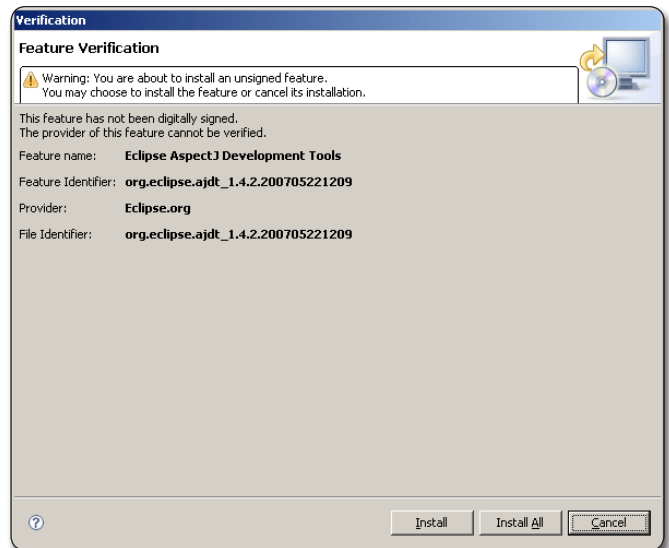 Verification
Feature Verification
Warning: You are about to install an unsigned feature.
You may choose to install the feature or cancel its installation.
This feature has not been digitally signed.
The provider of this feature cannot be verified.
Feature name: Eclipse AspectJ Development Tools
Feature Identifier: org.eclipse.ajdt_1.4.2.200705221209
Provider: Eclipse.org
File Identifier: org.eclipse.ajdt_1.4.2.200705221209
? Install Install All Cancel